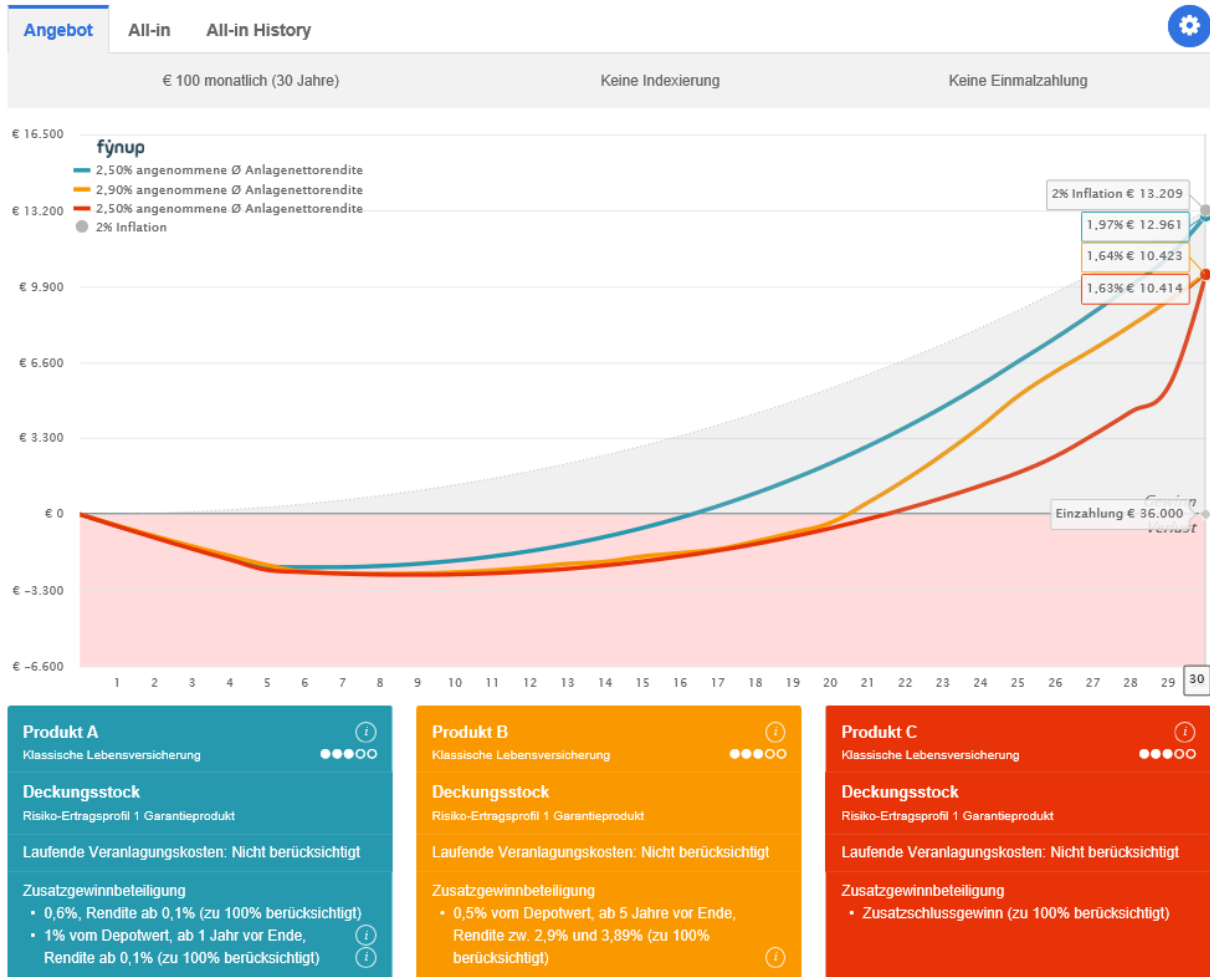 Angebot
All-in
All-in History
€ 100 monatlich (30 Jahre)
Keine Indexierung
Keine Einmalzahlung
€ 16.500
€ 13.200
€ 9.900
€ 6.600
€ 3.300
€ 0
€ -3.300
€ -6.600
fynup
2,50% angenommene Ø Anlagenettorendite
2,90% angenommene Ø Anlagenettorendite
2,50% angenommene Ø Anlagenettorendite
2% Inflation
2% Inflation € 13.209
1,97% € 12.961
1,64% € 10.423
1,63% € 10.414
Gewinn
Einzahlung € 36.000
Verlust
1 2 3 4 5 6 7 8 9 10 11 12 13 14 15 16 17 18 19 20 21 22 23 24 25 26 27 28 29 30
Produkt A
Klassische Lebensversicherung
Deckungsstock
Risiko-Ertragsprofil 1 Garantieprodukt
Laufende Veranlagungskosten: Nicht berücksichtigt
Zusatzgewinnbeteiligung
• 0,6%, Rendite ab 0,1% (zu 100% berücksichtigt)
• 1% vom Depotwert, ab 1 Jahr vor Ende,
Rendite ab 0,1% (zu 100% berücksichtigt)
Produkt B
Klassische Lebensversicherung
Deckungsstock
Risiko-Ertragsprofil 1 Garantieprodukt
Laufende Veranlagungskosten: Nicht berücksichtigt
Zusatzgewinnbeteiligung
• 0,5% vom Depotwert, ab 5 Jahre vor Ende,
Rendite zw. 2,9% und 3,89% (zu 100%
berücksichtigt)
Produkt C
Klassische Lebensversicherung
Deckungsstock
Risiko-Ertragsprofil 1 Garantieprodukt
Laufende Veranlagungskosten: Nicht berücksichtigt
Zusatzgewinnbeteiligung
• Zusatzschlussgewinn (zu 100% berücksichtigt)